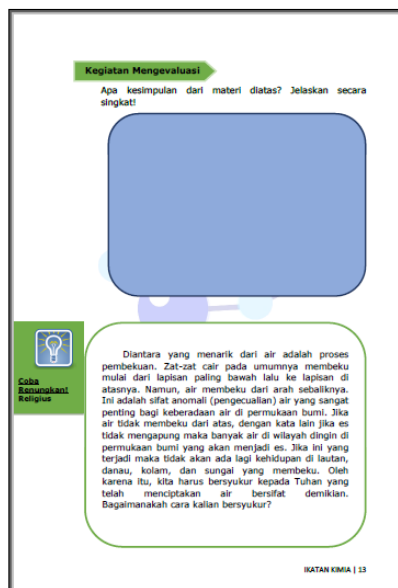 Kegiatan Mengevaluasi
Apa kesimpulan dari materi diatas? Jelaskan secara
singkat!
Coba
Renungkan!
Religius
Diantara yang menarik dari air adalah proses
pembekuan. Zat-zat cair pada umumnya membeku
mulai dari lapisan paling bawah lalu ke lapisan di
atasnya. Namun, air membeku dari arah sebaliknya.
Ini adalah sifat anomali (pengecualian) air yang sangat
penting bagi keberadaan air di permukaan bumi. Jika
air tidak membeku dari atas, dengan kata lain jika es
tidak mengapung maka banyak air di wilayah dingin di
permukaan bumi yang akan menjadi es. Jika ini yang
terjadi maka tidak akan ada lagi kehidupan di lautan,
danau, kolam, dan sungai yang membeku. Oleh
karena itu, kita harus bersyukur kepada Tuhan yang
telah menciptakan air bersifat demikian.
Bagaimanakah cara kalian bersyukur?
IKATAN KIMIA | 13